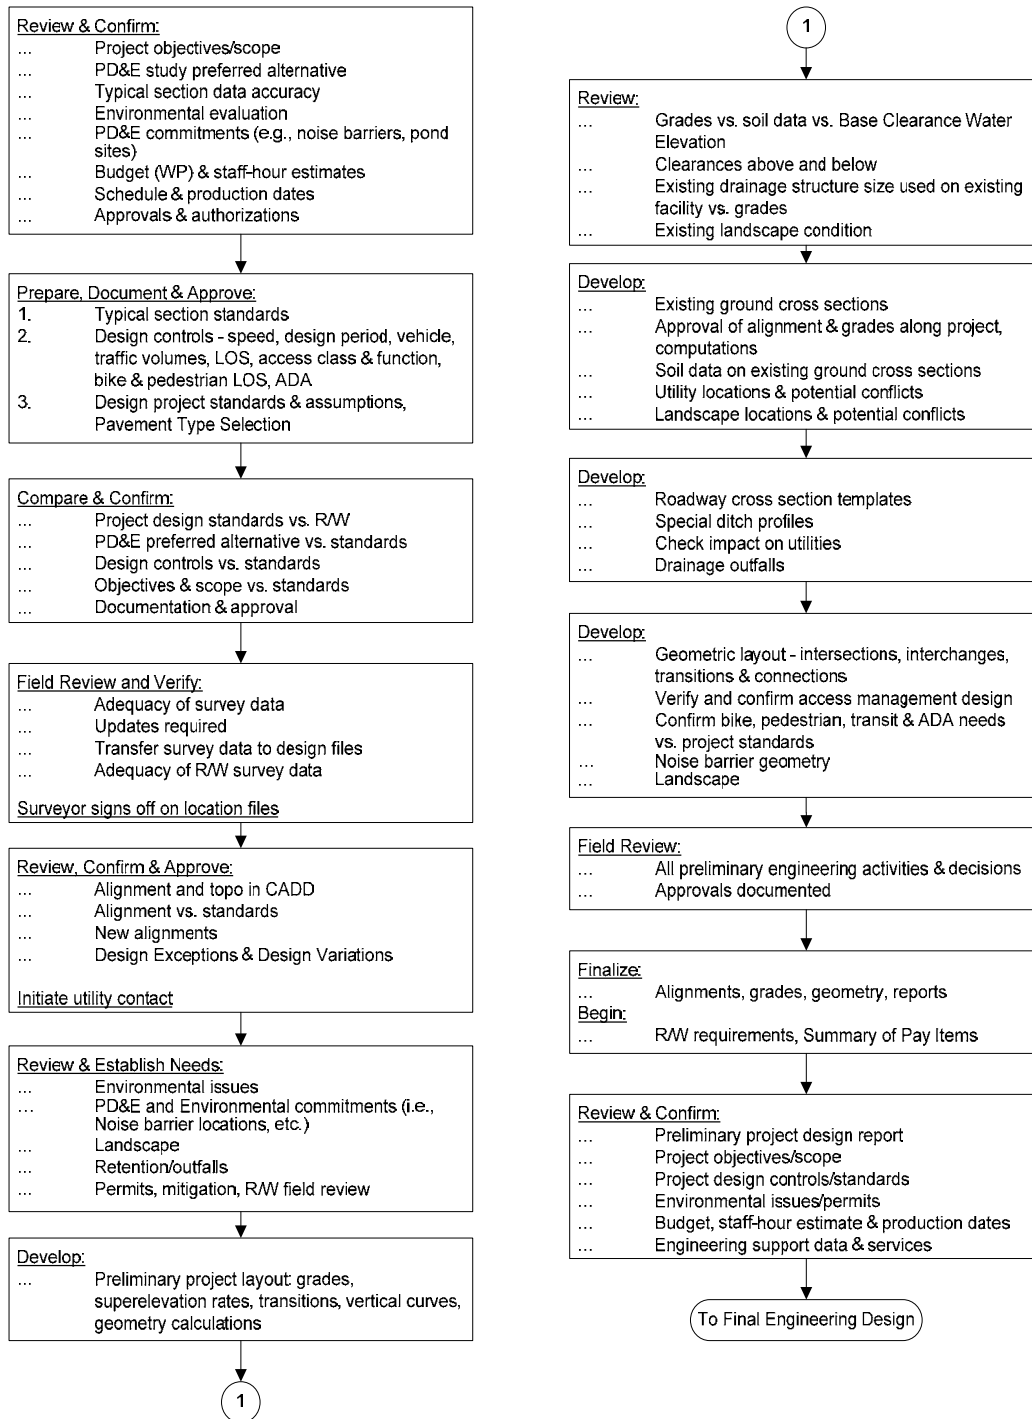 Review & Confirm:
... Project objectives/scope
... PD&E study preferred alternative
... Typical section data accuracy
... Environmental evaluation
... PD&E commitments (e.g., noise barriers, pond
sites)
... Budget (WP) & staff-hour estimates
... Schedule & production dates
... Approvals & authorizations
Prepare, Document & Approve:
1. Typical section standards
2. Design controls - speed, design period, vehicle,
traffic volumes, LOS, access class & function,
bike & pedestrian LOS, ADA
3. Design project standards & assumptions,
Pavement Type Selection
Compare & Confirm:
... Project design standards vs. R/W
... PD&E preferred alternative vs. standards
... Design controls vs. standards
... Objectives & scope vs. standards
... Documentation & approval
Field Review and Verify:
... Adequacy of survey data
... Updates required
... Transfer survey data to design files
... Adequacy of R/W survey data
Surveyor signs off on location files
Review, Confirm & Approve:
... Alignment and topo in CADD
... Alignment vs. standards
... New alignments
... Design Exceptions & Design Variations
Initiate utility contact
Review & Establish Needs:
... Environmental issues
... PD&E and Environmental commitments (i.e.,
Noise barrier locations, etc.)
... Landscape
... Retention/outfalls
... Permits, mitigation, R/W field review
Develop:
... Preliminary project layout: grades,
superelevation rates, transitions, vertical curves,
geometry calculations
1
1
Review:
... Grades vs. soil data vs. Base Clearance Water
Elevation
... Clearances above and below
... Existing drainage structure size used on existing
facility vs. grades
... Existing landscape condition
Develop:
... Existing ground cross sections
... Approval of alignment & grades along project,
computations
... Soil data on existing ground cross sections
... Utility locations & potential conflicts
... Landscape locations & potential conflicts
Develop:
... Roadway cross section templates
... Special ditch profiles
... Check impact on utilities
... Drainage outfalls
Develop:
... Geometric layout - intersections, interchanges,
transitions & connections
... Verify and confirm access management design
... Confirm bike, pedestrian, transit & ADA needs
vs. project standards
... Noise barrier geometry
... Landscape
Field Review:
... All preliminary engineering activities & decisions
... Approvals documented
Finalize:
... Alignments, grades, geometry, reports
Begin:
... R/W requirements, Summary of Pay Items
Review & Confirm:
... Preliminary project design report
... Project objectives/scope
... Project design controls/standards
... Environmental issues/permits
... Budget, staff-hour estimate & production dates
... Engineering support data & services
To Final Engineering Design